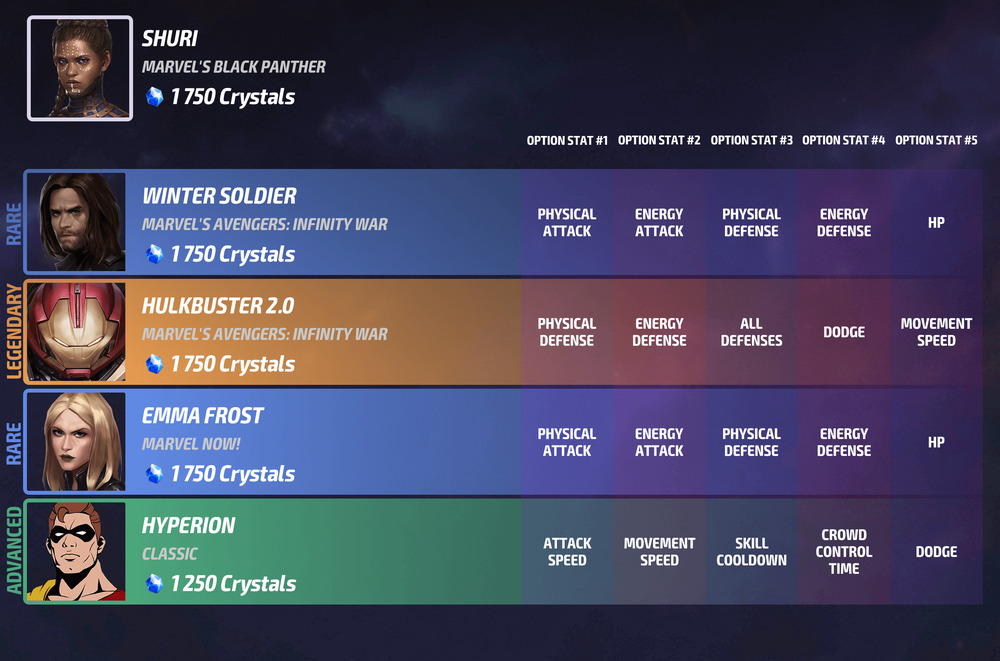 SHURI
MARVEL'S BLACK PANTHER
1 750 Crystals
OPTION STAT #1 OPTION STAT #2 OPTION STAT #3 OPTION STAT #4 OPTION STAT #5
RARE
WINTER SOLDIER
MARVEL'S AVENGERS: INFINITY WAR
1 750 Crystals
PHYSICAL
ATTACK
ENERGY
ATTACK
PHYSICAL
DEFENSE
ENERGY
DEFENSE
HP
LEGENDARY
HULKBUSTER 2.0
MARVEL'S AVENGERS: INFINITY WAR
1 750 Crystals
PHYSICAL
DEFENSE
ENERGY
DEFENSE
ALL
DEFENSES
DODGE
MOVEMENT
SPEED
RARE
EMMA FROST
MARVEL NOW!
1 750 Crystals
PHYSICAL
ATTACK
ENERGY
ATTACK
PHYSICAL
DEFENSE
ENERGY
DEFENSE
HP
ADVANCED
HYPERION
CLASSIC
1 250 Crystals
ATTACK
SPEED
MOVEMENT
SPEED
SKILL
COOLDOWN
CROWD
CONTROL
TIME
DODGE